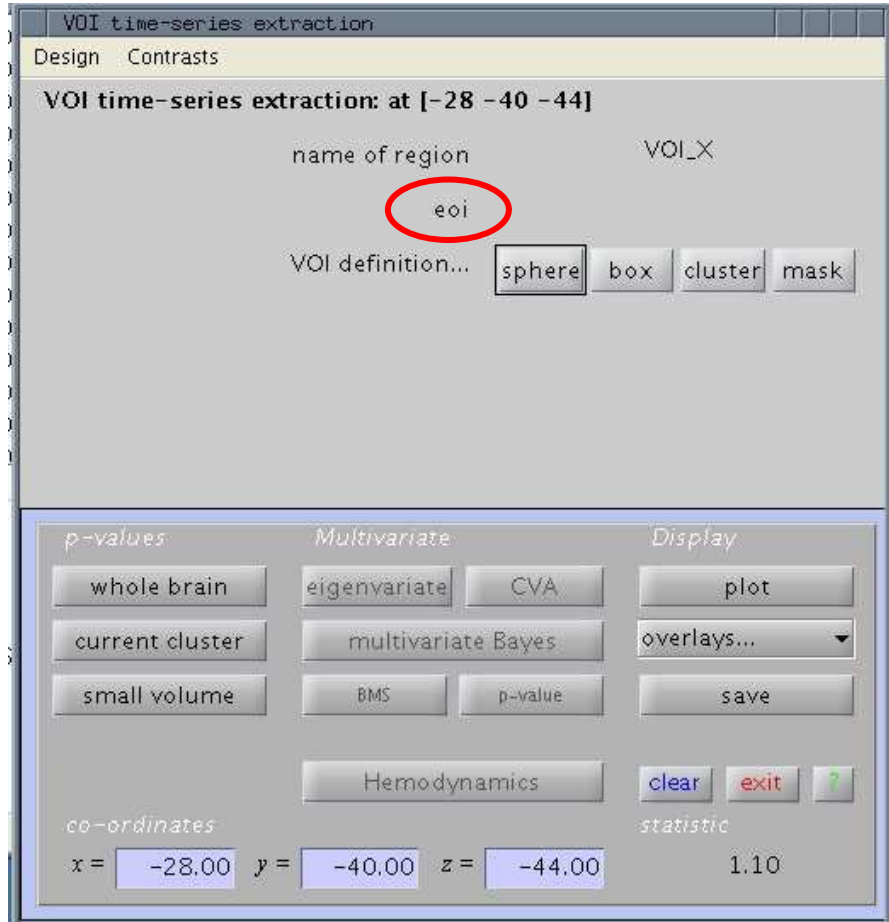 VOI time-series extraction
Design Contrasts
VOI time-series extraction: at [-28 -40 -44]
name of region VOI_X
eoi
VOI definition... sphere box cluster mask
p-values Multivariate Display
whole brain eigenvariate CVA plot
current cluster multivariate Bayes overlays...
small volume BMS p-value save
Hemodynamics clear exit ?
co-ordinates statistic
x = -28.00 y = -40.00 z = -44.00 1.10